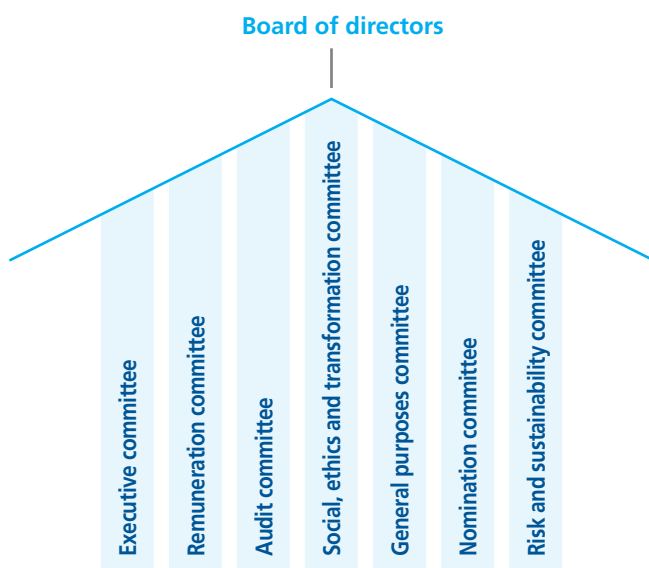 Board of directors
Executive committee
Remuneration committee
Audit committee
Social, ethics and transformation committee
General purposes committee
Nomination committee
Risk and sustainability committee